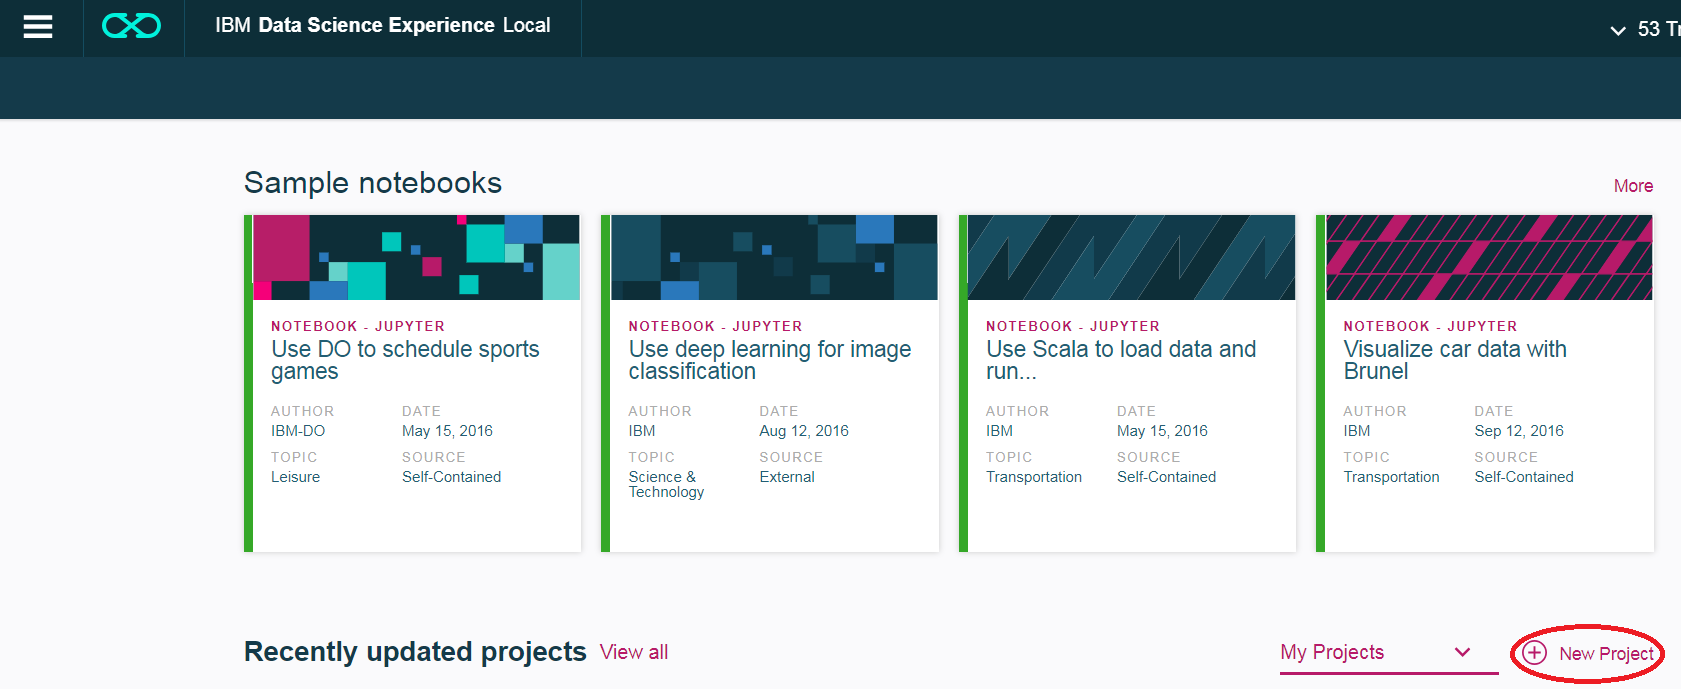 IBM Data Science Experience Local
53 Tr
Sample notebooks
More
NOTEBOOK - JUPYTER
Use DO to schedule sports
games
AUTHOR DATE
IBM-DO May 15, 2016
TOPIC SOURCE
Leisure Self-Contained
NOTEBOOK - JUPYTER
Use deep learning for image
classification
AUTHOR DATE
IBM Aug 12, 2016
TOPIC SOURCE
Science & External
Technology
NOTEBOOK - JUPYTER
Use Scala to load data and
run...
AUTHOR DATE
IBM May 15, 2016
TOPIC SOURCE
Transportation Self-Contained
NOTEBOOK - JUPYTER
Visualize car data with
Brunel
AUTHOR DATE
IBM Sep 12, 2016
TOPIC SOURCE
Transportation Self-Contained
Recently updated projects View all
My Projects
New Project